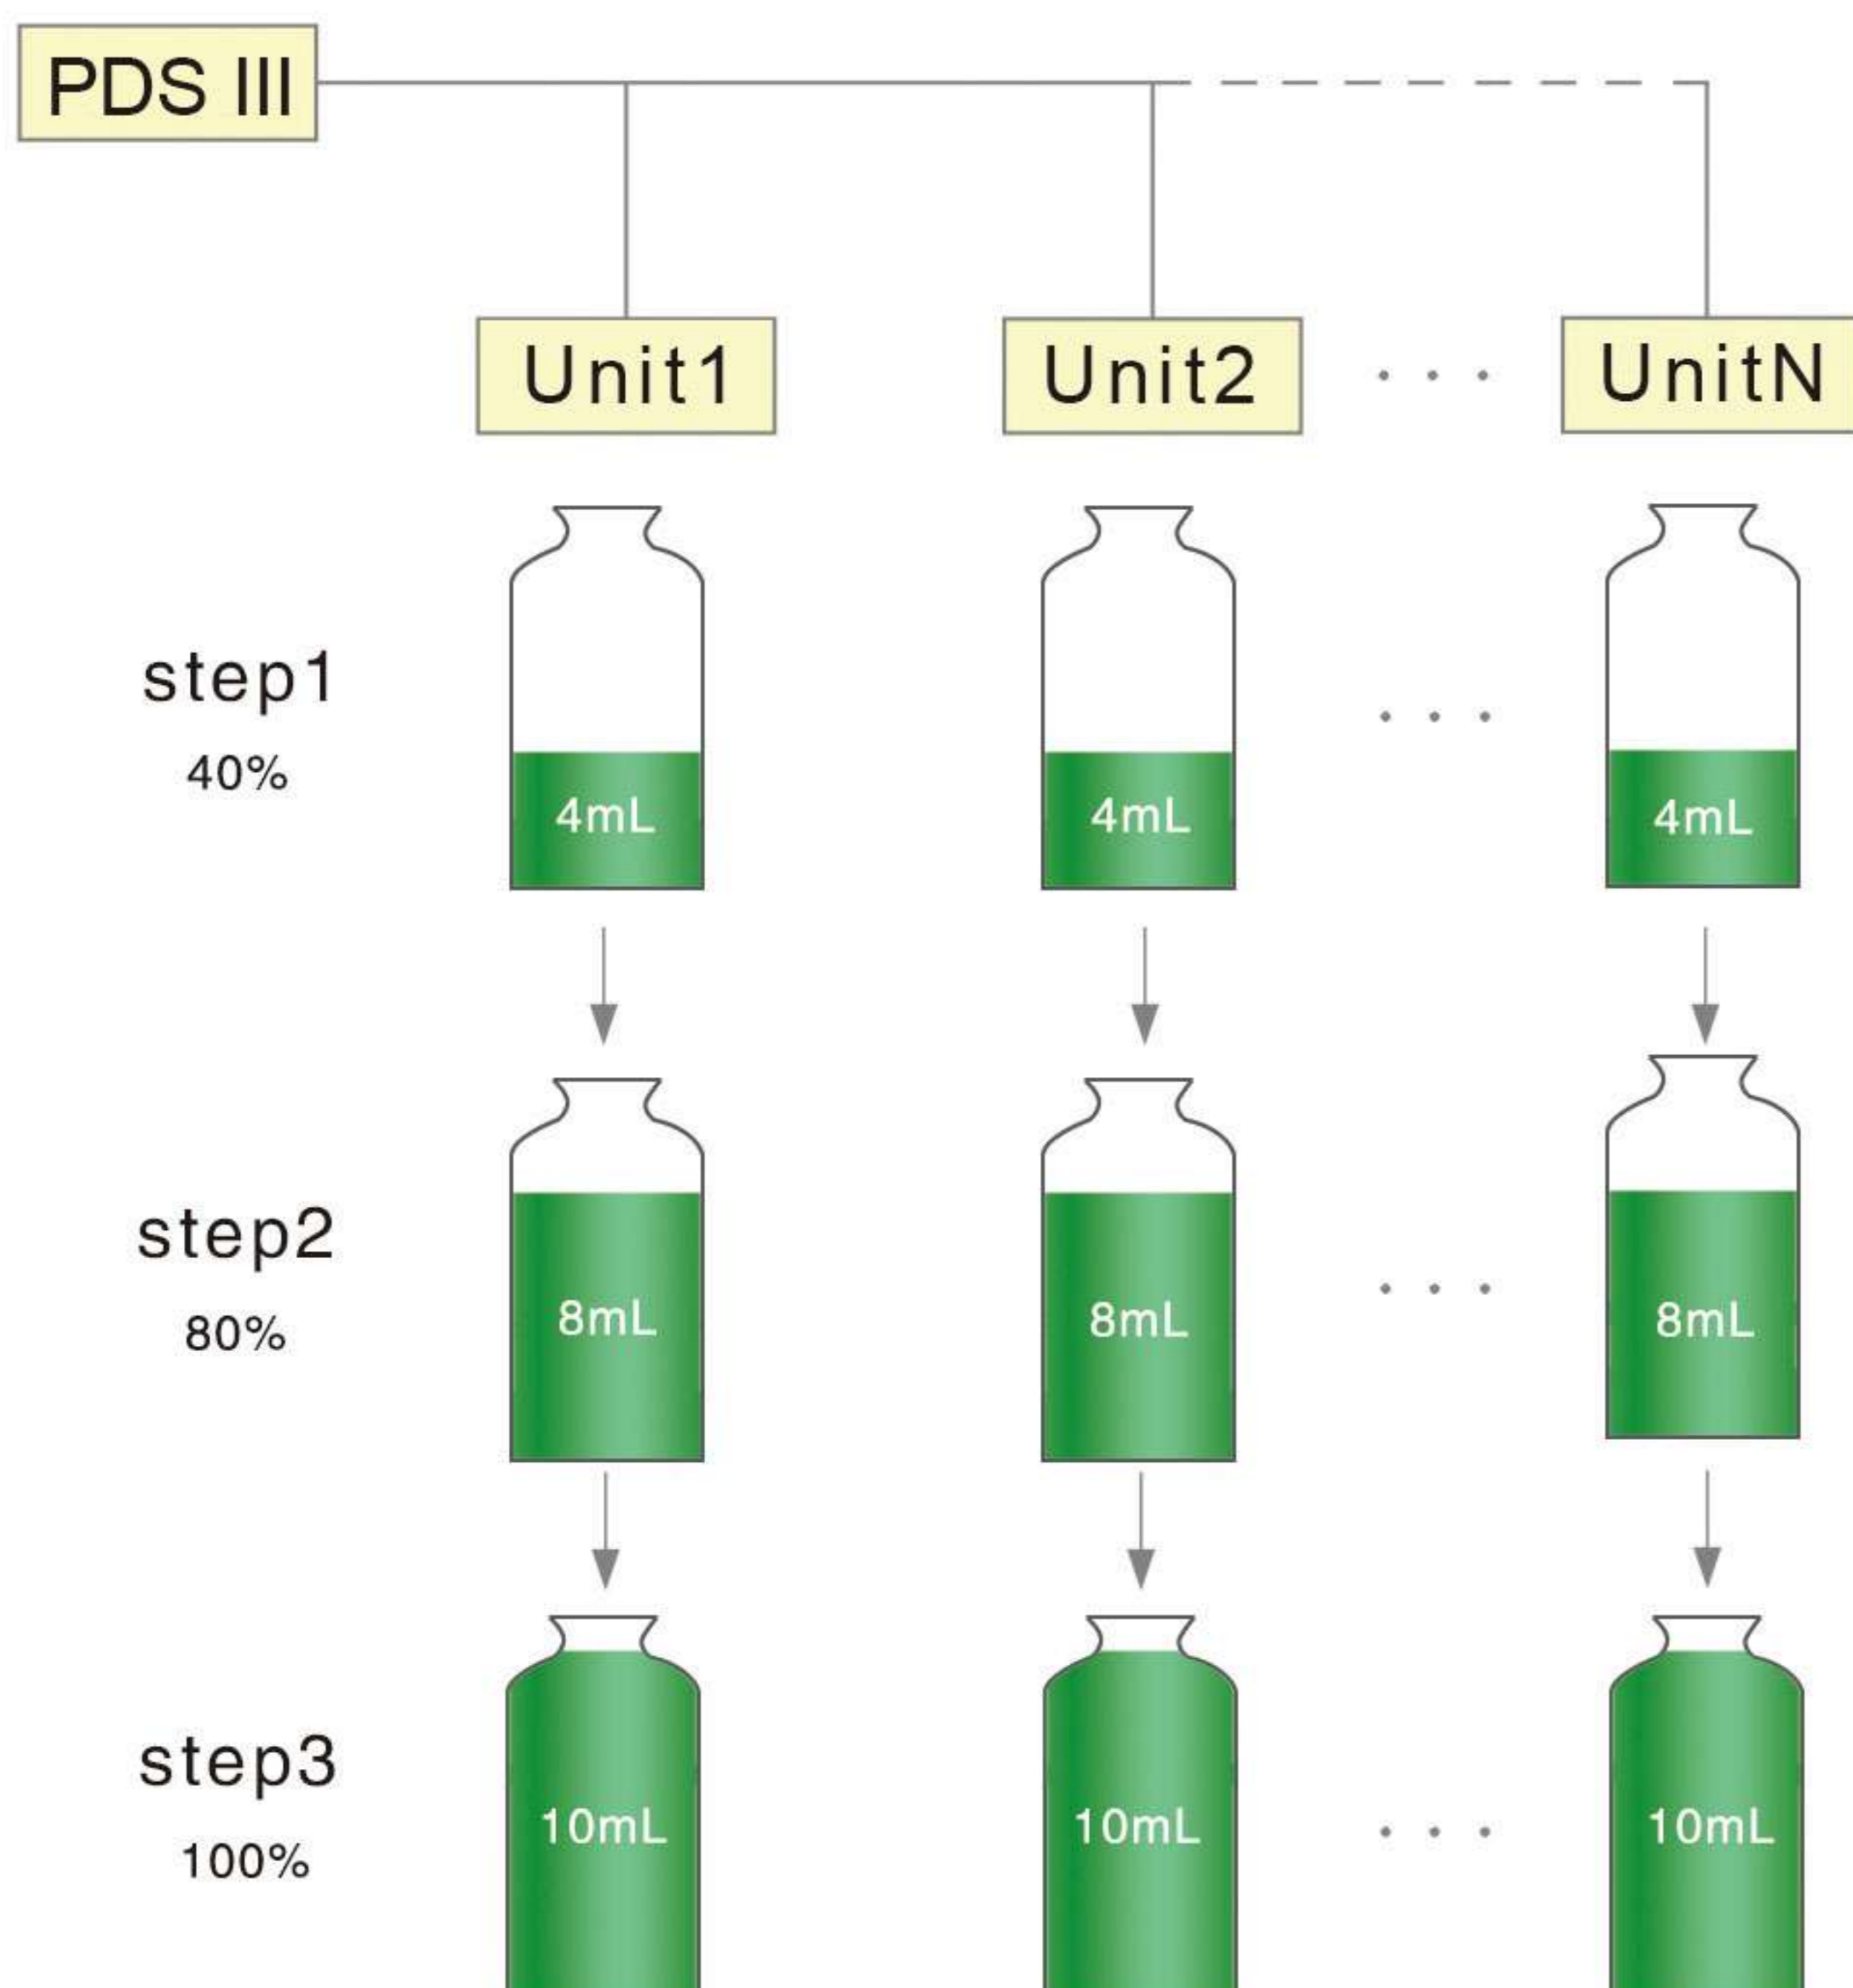 PDS III
Unit1 Unit2 . . . UnitN
step1
40%
4mL 4mL . . . 4mL
step2
80%
8mL 8mL . . . 8mL
step3
100%
10mL 10mL . . . 10mL